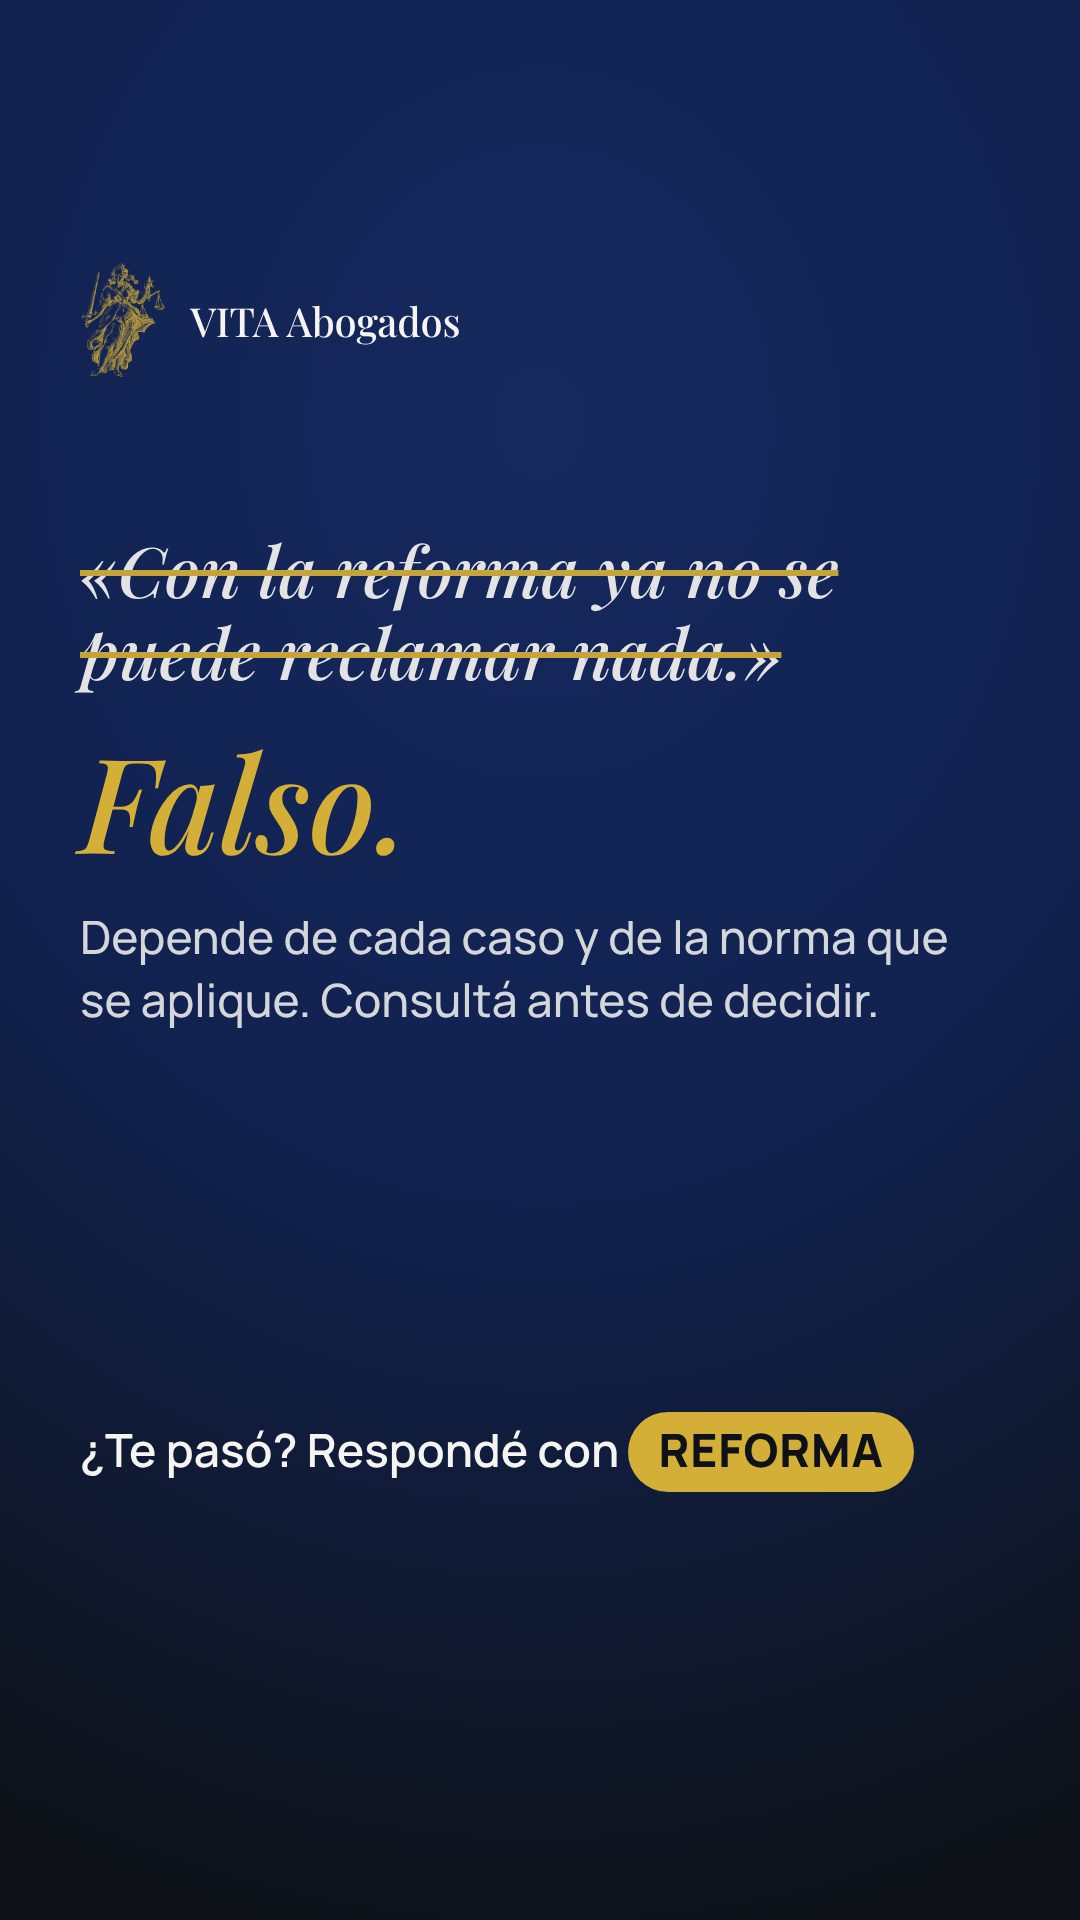 VITA Abogados
«Con la reforma ya no se
puede reclamar nada.»
Falso.
Depende de cada caso y de la norma que
se aplique. Consultá antes de decidir.
¿Te pasó? Respondé con REFORMA